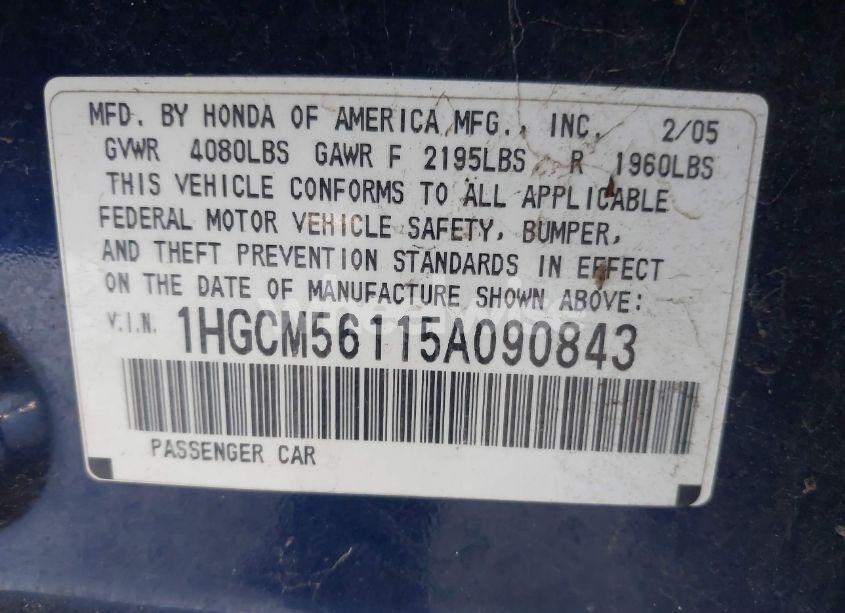 MFD. BY HONDA OF AMERICA MFG., INC. 2/05
GVWR 4080LBS GAWR F 2195LBS R 1960LBS
THIS VEHICLE CONFORMS TO ALL APPLICABLE
FEDERAL MOTOR VEHICLE SAFETY, BUMPER,
AND THEFT PREVENTION STANDARDS IN EFFECT
ON THE DATE OF MANUFACTURE SHOWN ABOVE:
V.I.N. 1HGCM56115A090843
PASSENGER CAR